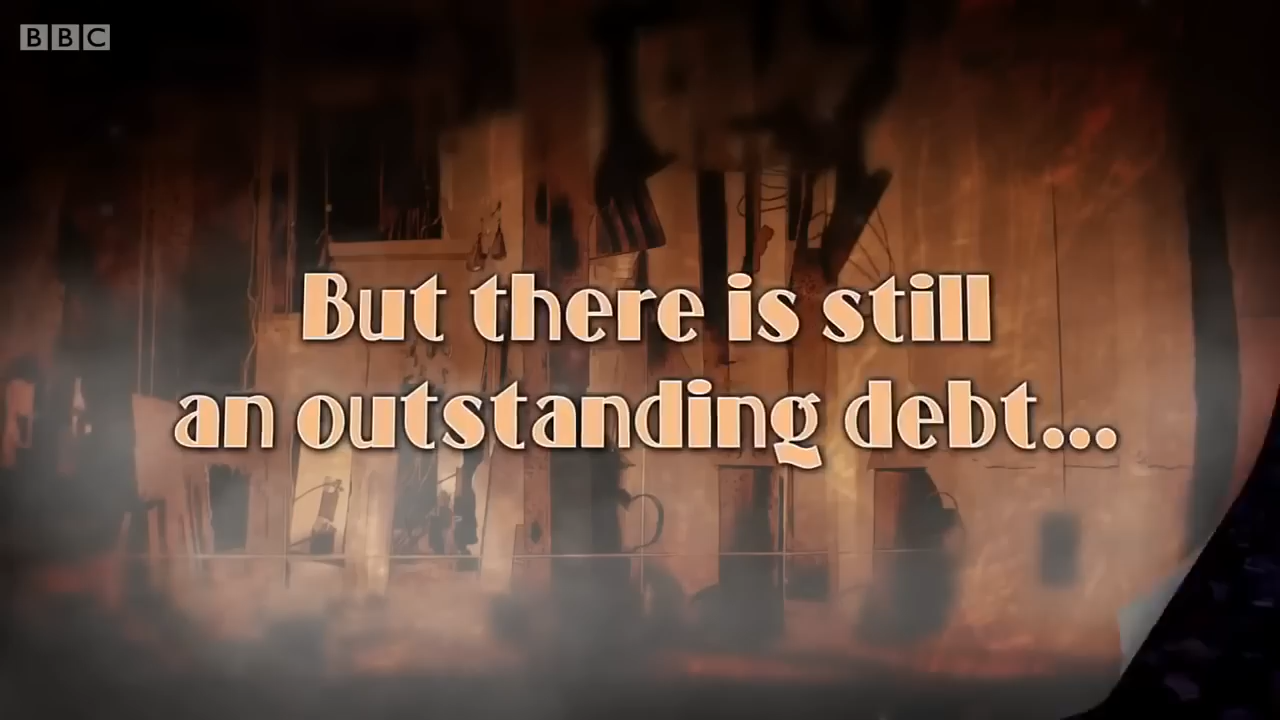 BBC
But there is still
an outstanding debt...